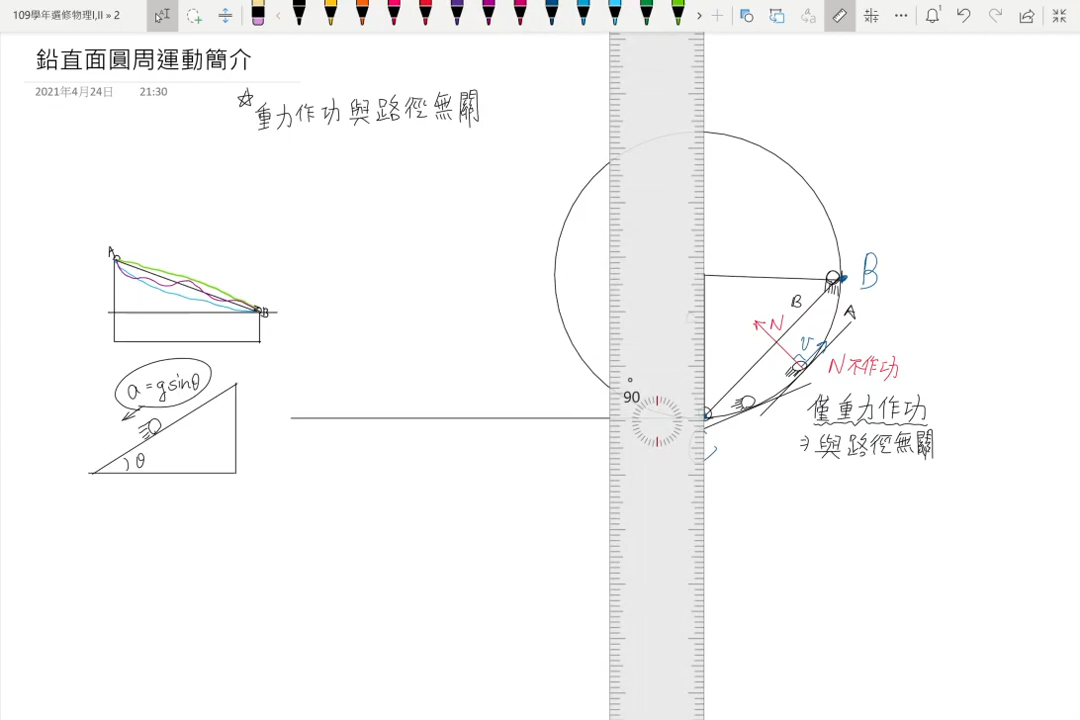 109學年選修物理I,II » 2
鉛直面圓周運動簡介
2021年4月24日 21:30
☆重力作功與路徑無關
A
B
a = g sinθ
θ
90°
B
B
A
N
v
N不作功
僅重力作功
⇒與路徑無關